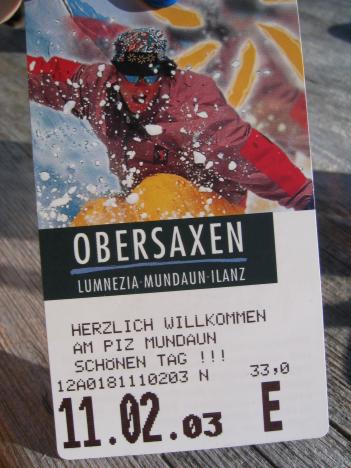 OBERSAXEN
LUMNEZIA·MUNDAUN·ILANZ
HERZLICH WILLKOMMEN
AM PIZ MUNDAUN
SCHÖNEN TAG !!!
12A0181110203 N 33,0
11.02.03 E